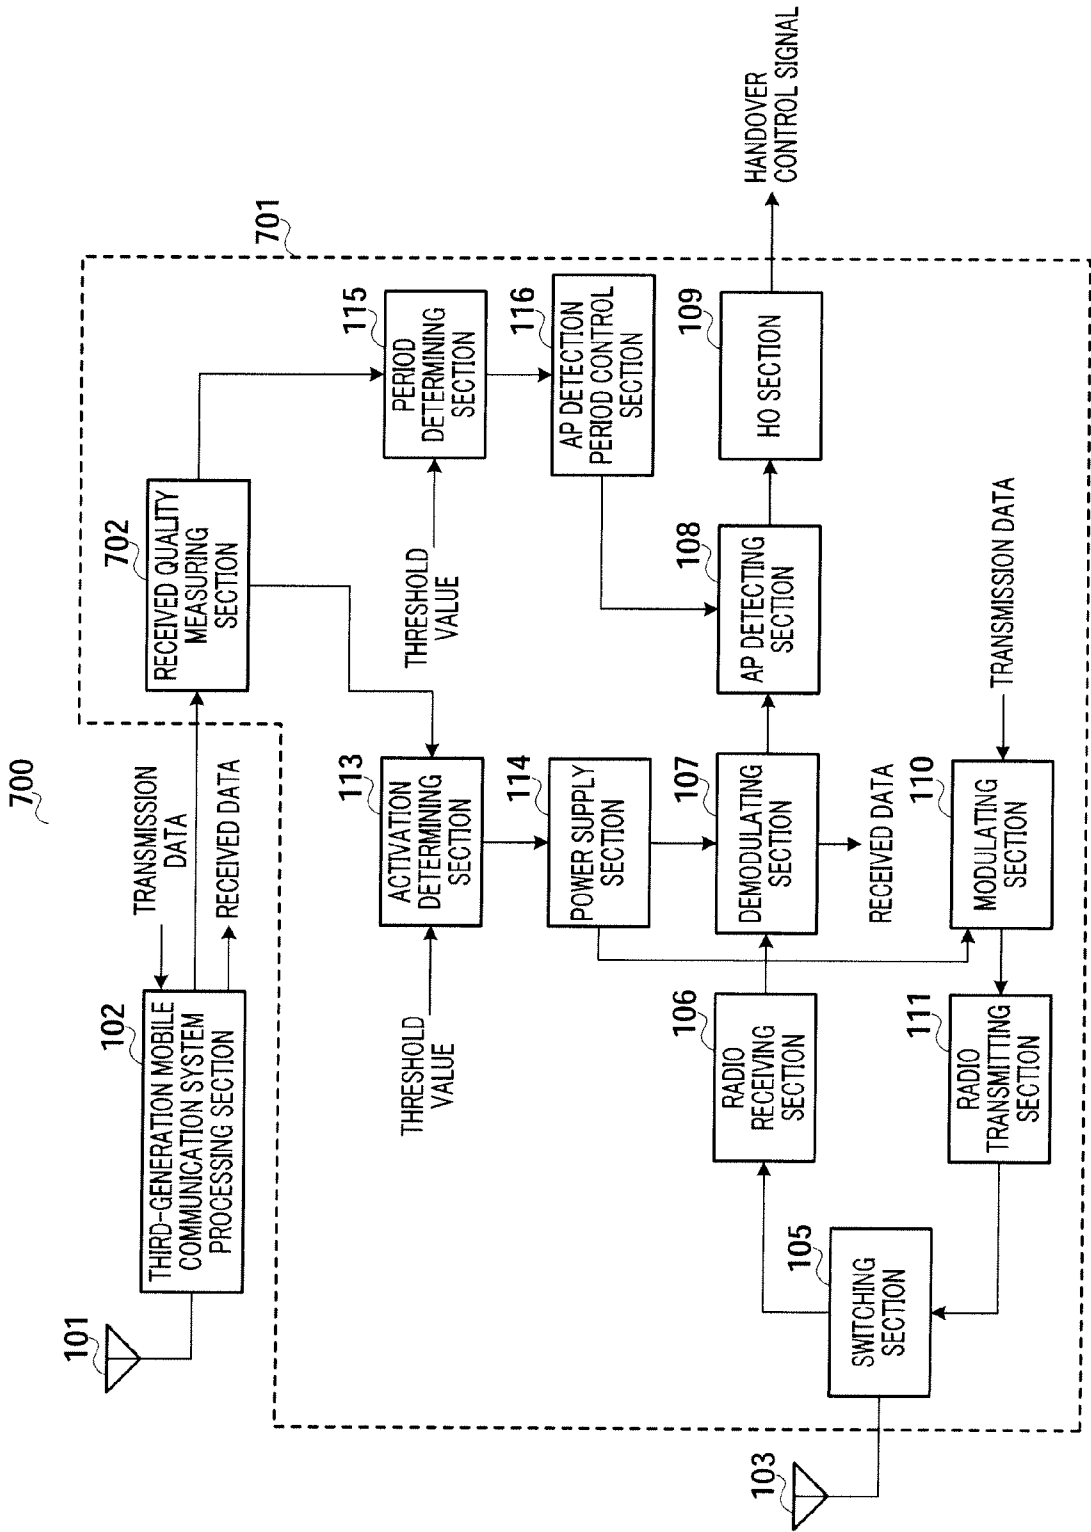 700
101
102
THIRD-GENERATION MOBILE
COMMUNICATION SYSTEM
PROCESSING SECTION
TRANSMISSION
DATA
RECEIVED DATA
702
RECEIVED QUALITY
MEASURING
SECTION
701
THRESHOLD
VALUE
113
ACTIVATION
DETERMINING
SECTION
THRESHOLD
VALUE
115
PERIOD
DETERMINING
SECTION
114
POWER SUPPLY
SECTION
116
AP DETECTION
PERIOD CONTROL
SECTION
103
105
SWITCHING
SECTION
106
RADIO
RECEIVING
SECTION
107
DEMODULATING
SECTION
RECEIVED DATA
108
AP DETECTING
SECTION
109
HO SECTION
HANDOVER
CONTROL SIGNAL
111
RADIO
TRANSMITTING
SECTION
110
MODULATING
SECTION
TRANSMISSION DATA